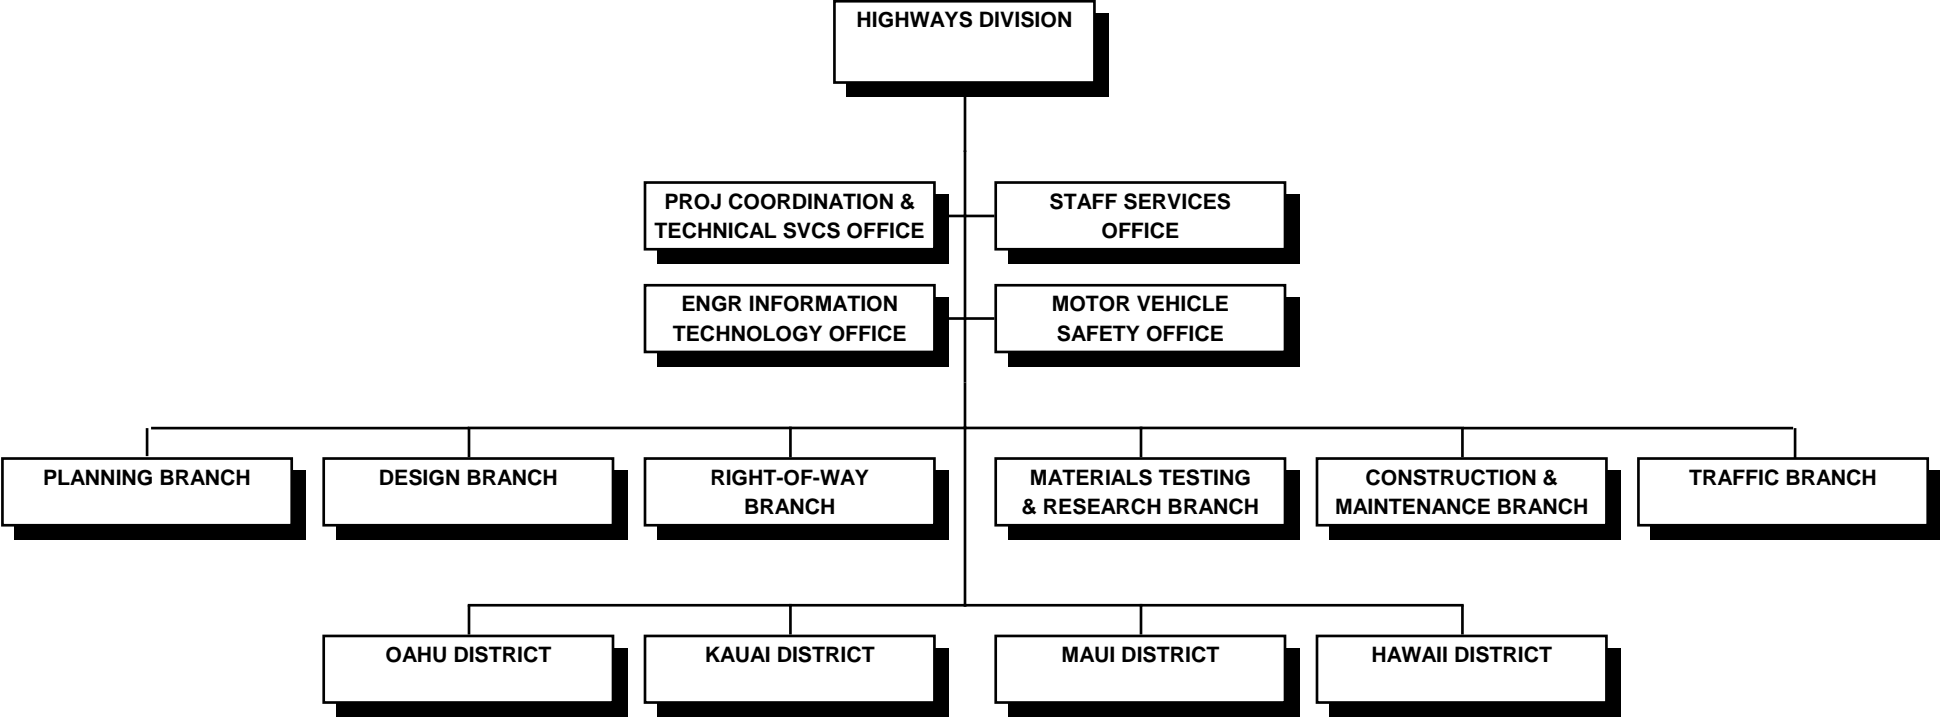 HIGHWAYS DIVISION
PROJ COORDINATION &
TECHNICAL SVCS OFFICE
STAFF SERVICES
OFFICE
ENGR INFORMATION
TECHNOLOGY OFFICE
MOTOR VEHICLE
SAFETY OFFICE
PLANNING BRANCH
DESIGN BRANCH
RIGHT-OF-WAY
BRANCH
MATERIALS TESTING
& RESEARCH BRANCH
CONSTRUCTION &
MAINTENANCE BRANCH
TRAFFIC BRANCH
OAHU DISTRICT
KAUAI DISTRICT
MAUI DISTRICT
HAWAII DISTRICT